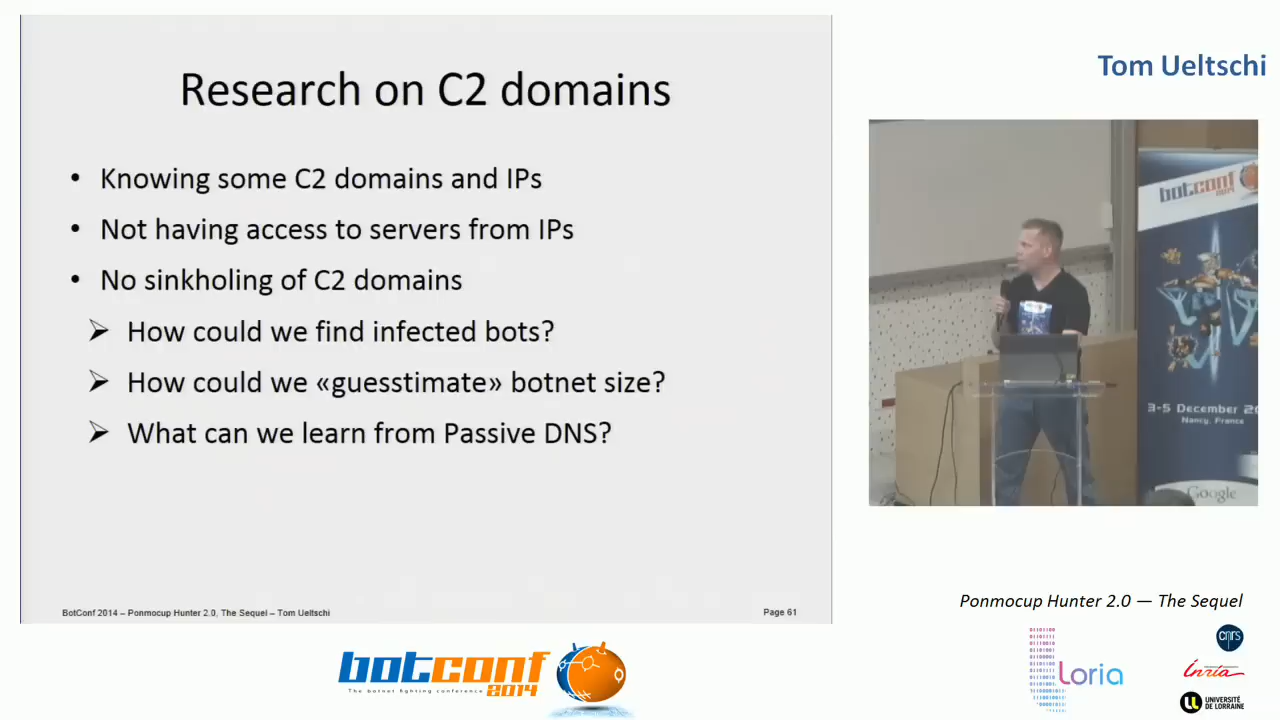 Research on C2 domains
• Knowing some C2 domains and IPs
• Not having access to servers from IPs
• No sinkholing of C2 domains
➢ How could we find infected bots?
➢ How could we «guesstimate» botnet size?
➢ What can we learn from Passive DNS?
BotConf 2014 – Ponmocup Hunter 2.0, The Sequel – Tom Ueltschi
Page 61
Tom Ueltschi
botconf
2014
3-5 December
Nancy, France
Google
Ponmocup Hunter 2.0 — The Sequel
botconf
The botnet fighting conference
2014
Loria
cnrs
Inria
UNIVERSITÉ
DE LORRAINE